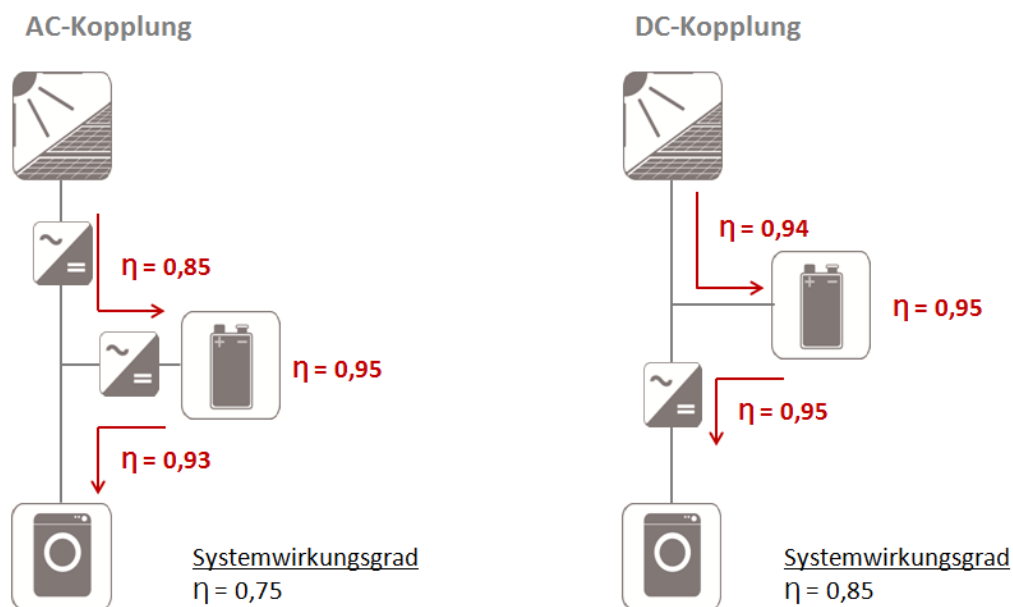 AC-Kopplung
η = 0,85
η = 0,95
η = 0,93
Systemwirkungsgrad
η = 0,75
DC-Kopplung
η = 0,94
η = 0,95
η = 0,95
Systemwirkungsgrad
η = 0,85